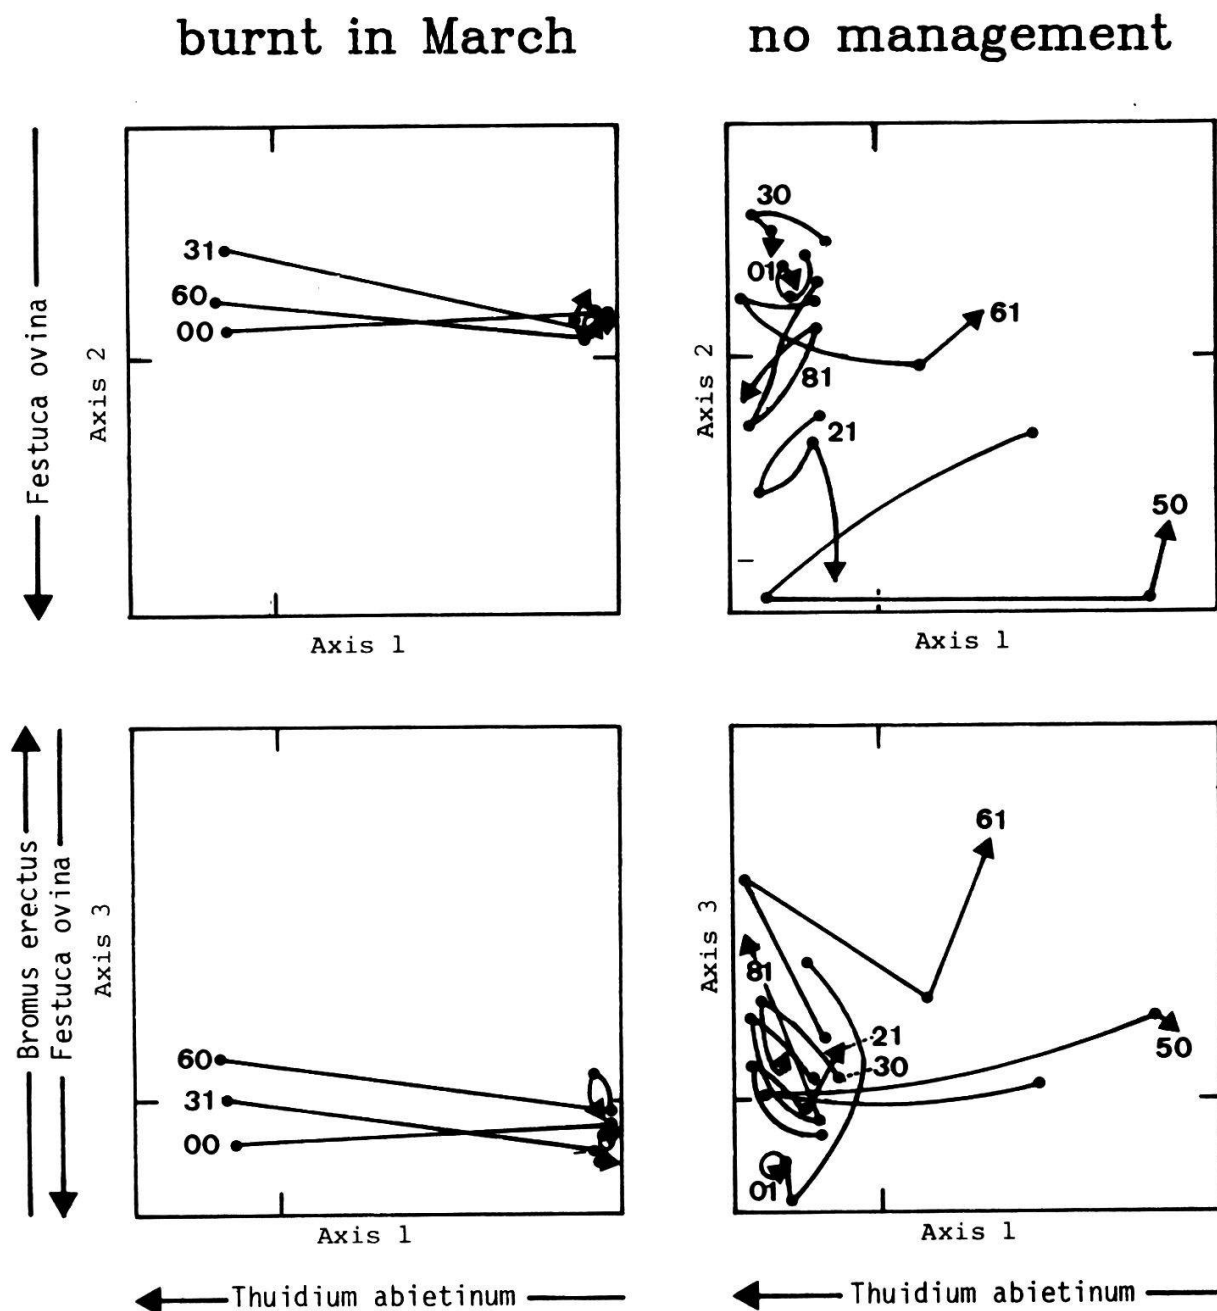 burnt in March
no management
Festuca ovina
Axis 2
31
60
00
Axis 1
Axis 2
30
01
61
81
21
50
Axis 1
Bromus erectus
Festuca ovina
Axis 3
60
31
00
Axis 1
Thuidium abietinum
Axis 3
61
81
21
30
50
01
Axis 1
Thuidium abietinum